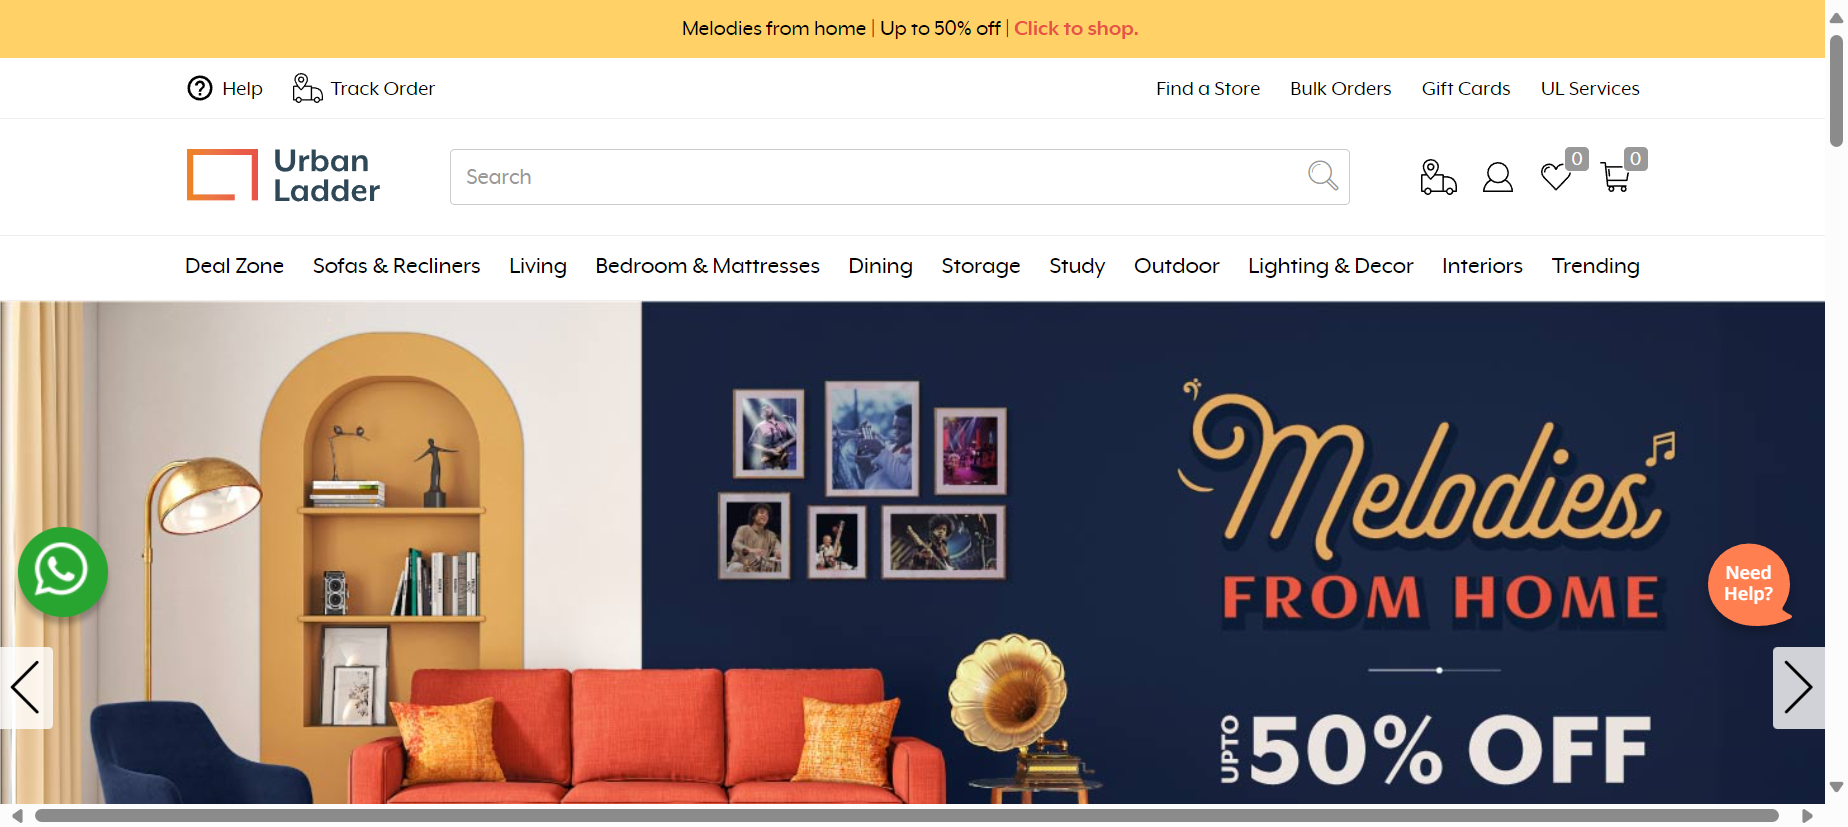 Melodies from home | Up to 50% off | Click to shop.
Help
Track Order
Find a Store
Bulk Orders
Gift Cards
UL Services
Urban
Ladder
Search
0
0
Deal Zone
Sofas & Recliners
Living
Bedroom & Mattresses
Dining
Storage
Study
Outdoor
Lighting & Decor
Interiors
Trending
Melodies
FROM HOME
UPTO
50% OFF
Need
Help?